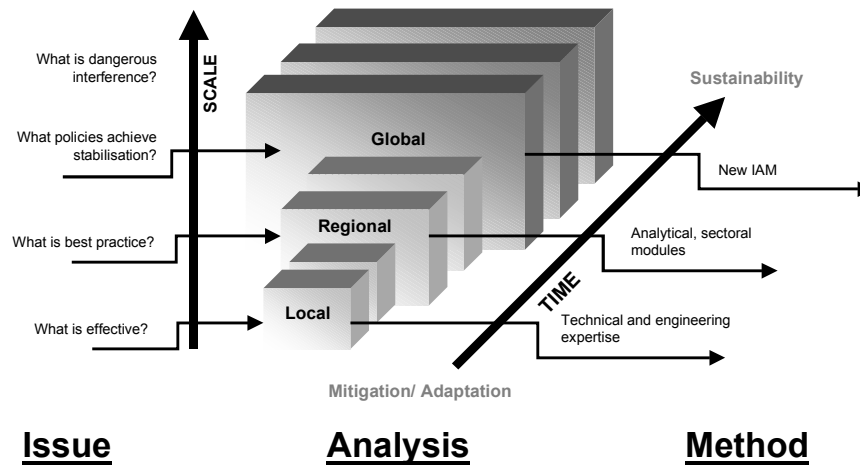 What is dangerous
interference?
SCALE
Sustainability
What policies achieve
stabilisation?
Global
New IAM
What is best practice?
Regional
Analytical, sectoral
modules
TIME
What is effective?
Local
Technical and engineering
expertise
Mitigation/ Adaptation
Issue
Analysis
Method